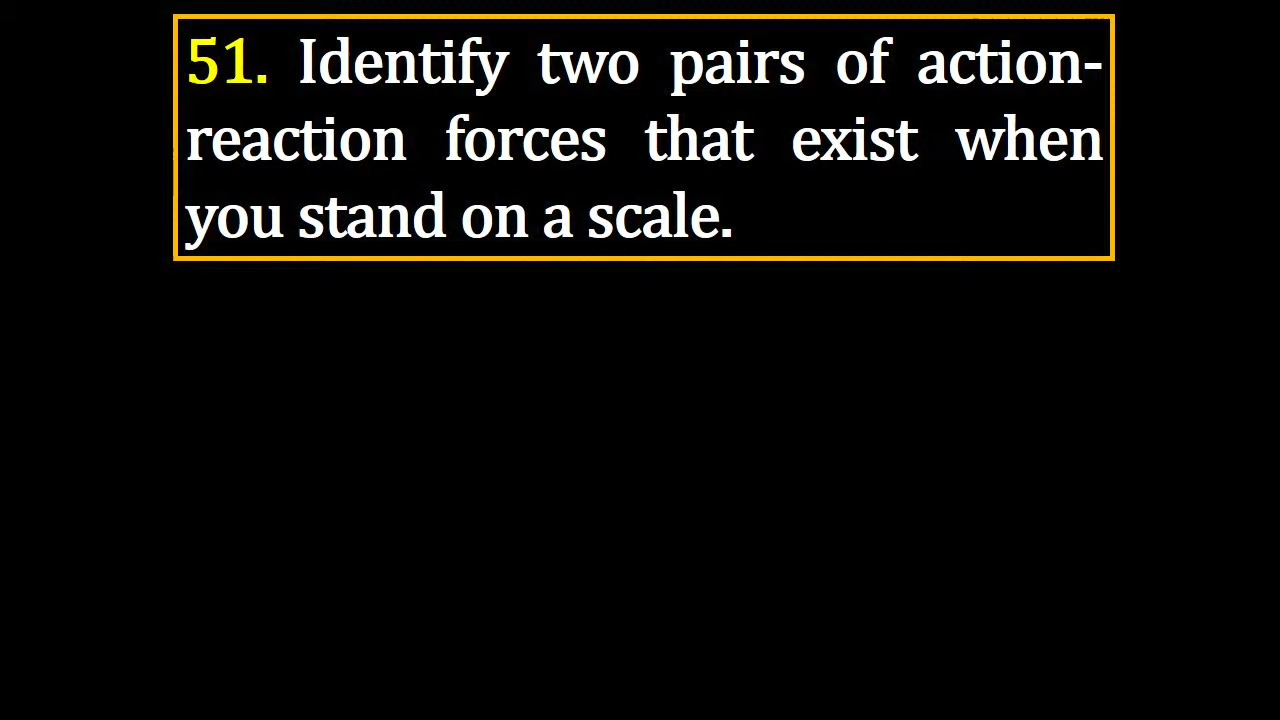 51. Identify two pairs of action-
reaction forces that exist when
you stand on a scale.